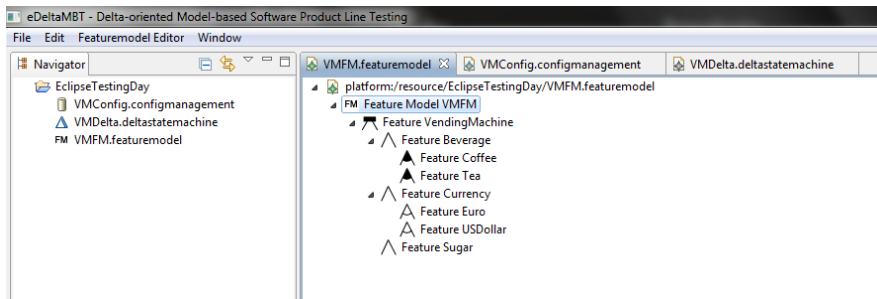 eDeltaMBT - Delta-oriented Model-based Software Product Line Testing
File Edit Featuremodel Editor Window
Navigator
EclipseTestingDay
VMConfig.configmanagement
VMDelta.deltastatemachine
FM VMFM.featuremodel
VMFM.featuremodel VMConfig.configmanagement VMDelta.deltastatemachine
platform:/resource/EclipseTestingDay/VMFM.featuremodel
FM Feature Model VMFM
Feature VendingMachine
Feature Beverage
Feature Coffee
Feature Tea
Feature Currency
Feature Euro
Feature USDollar
Feature Sugar